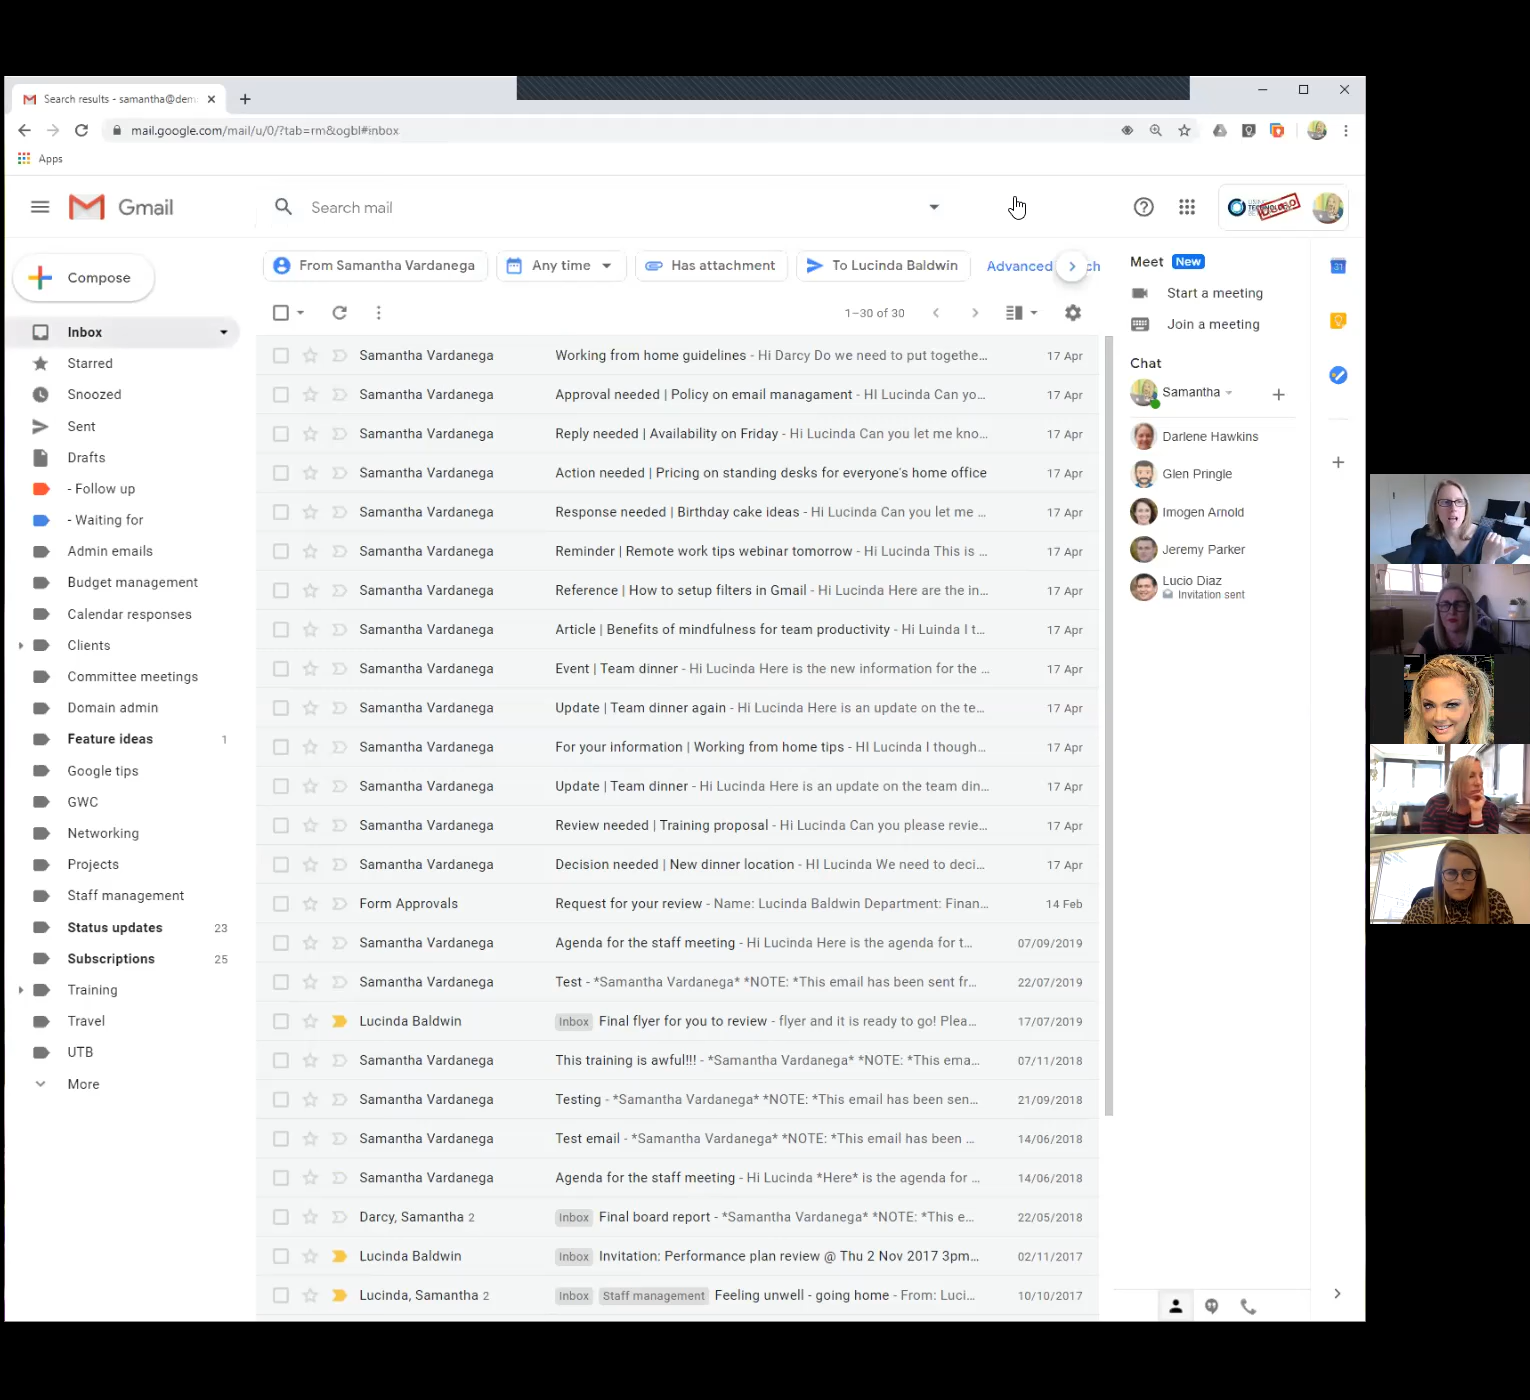 Search results - samantha@dem
mail.google.com/mail/u/0/?tab=rm&ogbl#inbox
Apps
Gmail
Search mail
Compose
From Samantha Vardanega
Any time
Has attachment
To Lucinda Baldwin
Advanced
ch
1–30 of 30
Inbox
Starred
Snoozed
Sent
Drafts
- Follow up
- Waiting for
Admin emails
Budget management
Calendar responses
Clients
Committee meetings
Domain admin
Feature ideas 1
Google tips
GWC
Networking
Projects
Staff management
Status updates 23
Subscriptions 25
Training
Travel
UTB
More
Samantha Vardanega Working from home guidelines - Hi Darcy Do we need to put togethe... 17 Apr
Samantha Vardanega Approval needed | Policy on email managament - HI Lucinda Can yo... 17 Apr
Samantha Vardanega Reply needed | Availability on Friday - Hi Lucinda Can you let me kno... 17 Apr
Samantha Vardanega Action needed | Pricing on standing desks for everyone's home office 17 Apr
Samantha Vardanega Response needed | Birthday cake ideas - Hi Lucinda Can you let me ... 17 Apr
Samantha Vardanega Reminder | Remote work tips webinar tomorrow - Hi Lucinda This is ... 17 Apr
Samantha Vardanega Reference | How to setup filters in Gmail - Hi Lucinda Here are the in... 17 Apr
Samantha Vardanega Article | Benefits of mindfulness for team productivity - Hi Luinda I t... 17 Apr
Samantha Vardanega Event | Team dinner - Hi Lucinda Here is the new information for the ... 17 Apr
Samantha Vardanega Update | Team dinner again - Hi Lucinda Here is an update on the te... 17 Apr
Samantha Vardanega For your information | Working from home tips - HI Lucinda I though... 17 Apr
Samantha Vardanega Update | Team dinner - Hi Lucinda Here is an update on the team din... 17 Apr
Samantha Vardanega Review needed | Training proposal - Hi Lucinda Can you please revie... 17 Apr
Samantha Vardanega Decision needed | New dinner location - HI Lucinda We need to deci... 17 Apr
Form Approvals Request for your review - Name: Lucinda Baldwin Department: Finan... 14 Feb
Samantha Vardanega Agenda for the staff meeting - Hi Lucinda Here is the agenda for t... 07/09/2019
Samantha Vardanega Test - *Samantha Vardanega* *NOTE: *This email has been sent fr... 22/07/2019
Lucinda Baldwin Inbox Final flyer for you to review - flyer and it is ready to go! Plea... 17/07/2019
Samantha Vardanega This training is awful!!! - *Samantha Vardanega* *NOTE: *This ema... 07/11/2018
Samantha Vardanega Testing - *Samantha Vardanega* *NOTE: *This email has been sen... 21/09/2018
Samantha Vardanega Test email - *Samantha Vardanega* *NOTE: *This email has been ... 14/06/2018
Samantha Vardanega Agenda for the staff meeting - Hi Lucinda *Here* is the agenda for ... 14/06/2018
Darcy, Samantha 2 Inbox Final board report - *Samantha Vardanega* *NOTE: *This e... 22/05/2018
Lucinda Baldwin Inbox Invitation: Performance plan review @ Thu 2 Nov 2017 3pm... 02/11/2017
Lucinda, Samantha 2 Inbox Staff management Feeling unwell - going home - From: Luci... 10/10/2017
Meet New
Start a meeting
Join a meeting
Chat
Samantha
Darlene Hawkins
Glen Pringle
Imogen Arnold
Jeremy Parker
Lucio Diaz
Invitation sent
31